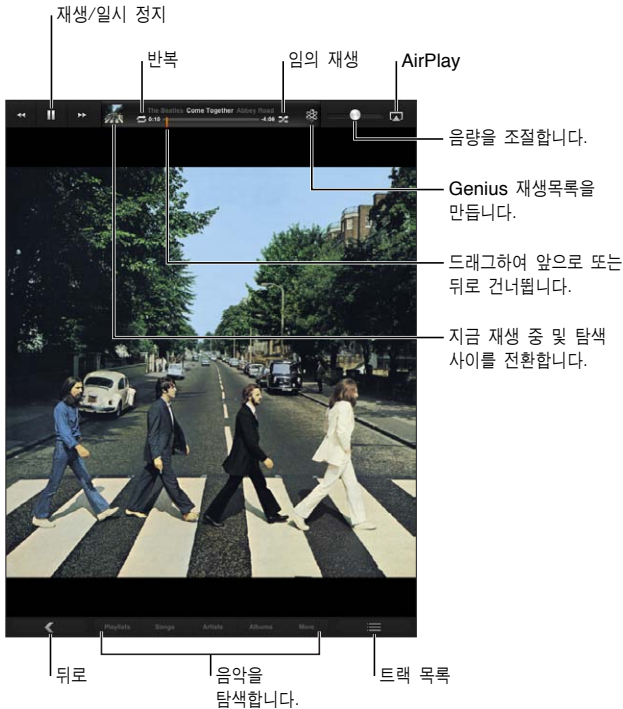 재생/일시 정지
반복
임의 재생
AirPlay
The Beatles Come Together Abbey Road
0:15
-4:05
음량을 조절합니다.
Genius 재생목록을
만듭니다.
드래그하여 앞으로 또는
뒤로 건너뜁니다.
지금 재생 중 및 탐색
사이를 전환합니다.
Playlists
Songs
Artists
Albums
More
뒤로
음악을
탐색합니다.
트랙 목록